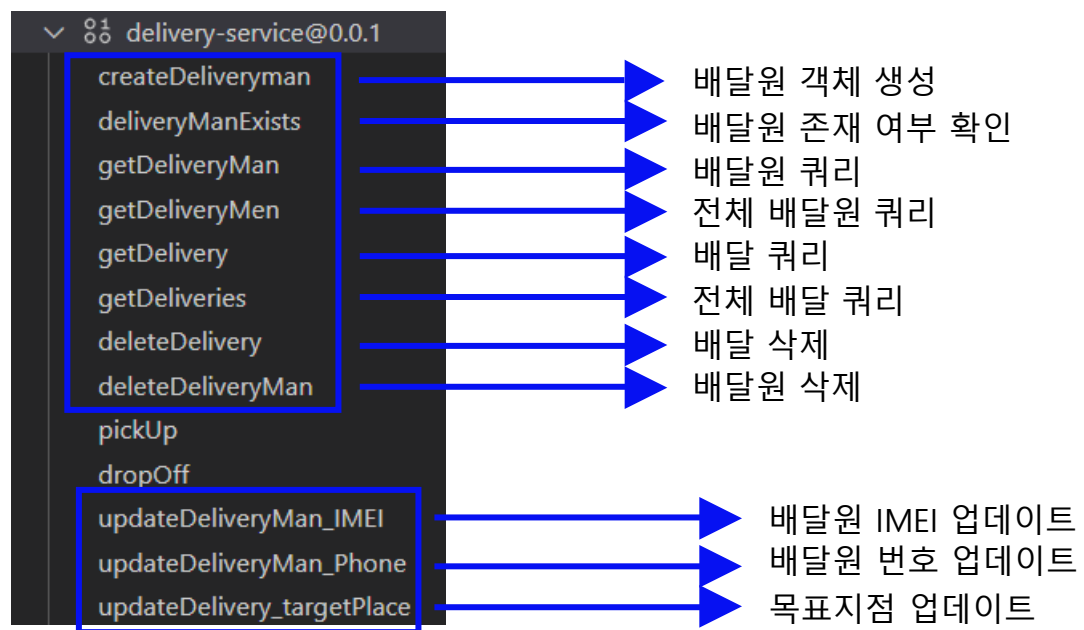 delivery-service@0.0.1
createDeliveryman 배달원 객체 생성
deliveryManExists 배달원 존재 여부 확인
getDeliveryMan 배달원 쿼리
getDeliveryMen 전체 배달원 쿼리
getDelivery 배달 쿼리
getDeliveries 전체 배달 쿼리
deleteDelivery 배달 삭제
deleteDeliveryMan 배달원 삭제
pickUp
dropOff
updateDeliveryMan_IMEI 배달원 IMEI 업데이트
updateDeliveryMan_Phone 배달원 번호 업데이트
updateDelivery_targetPlace 목표지점 업데이트